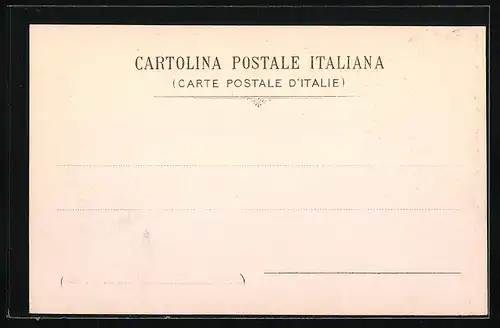 CARTOLINA POSTALE ITALIANA
(CARTE POSTALE D'ITALIE)